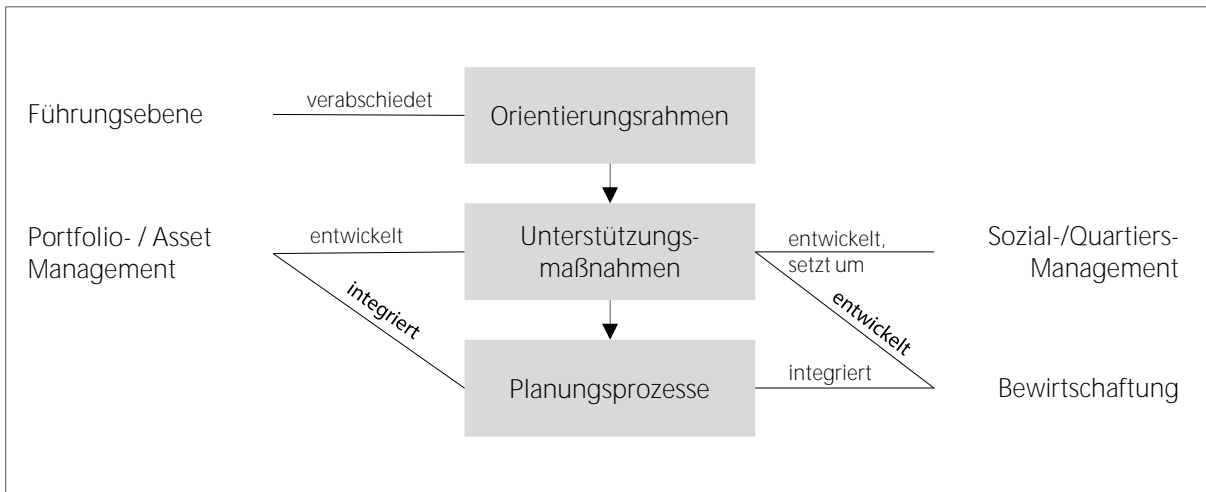 Führungsebene
verabschiedet
Orientierungsrahmen
Portfolio- / Asset
Management
entwickelt
Unterstützungs-
maßnahmen
entwickelt,
setzt um
Sozial-/Quartiers-
Management
integriert
entwickelt
Planungsprozesse
integriert
Bewirtschaftung